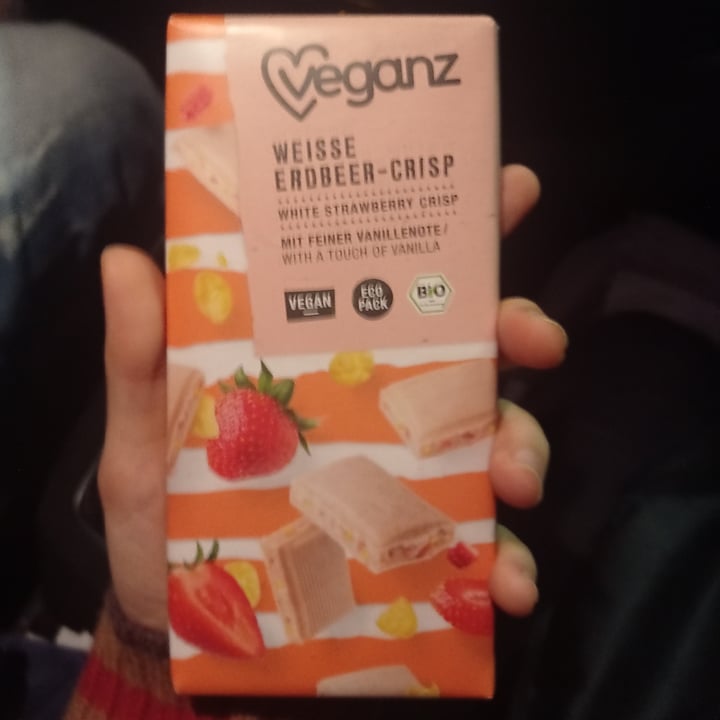 veganz
WEISSE
ERDBEER-CRISP
WHITE STRAWBERRY CRISP
MIT FEINER VANILLENOTE/
WITH A TOUCH OF VANILLA
VEGAN
ECO
PACK
BIO